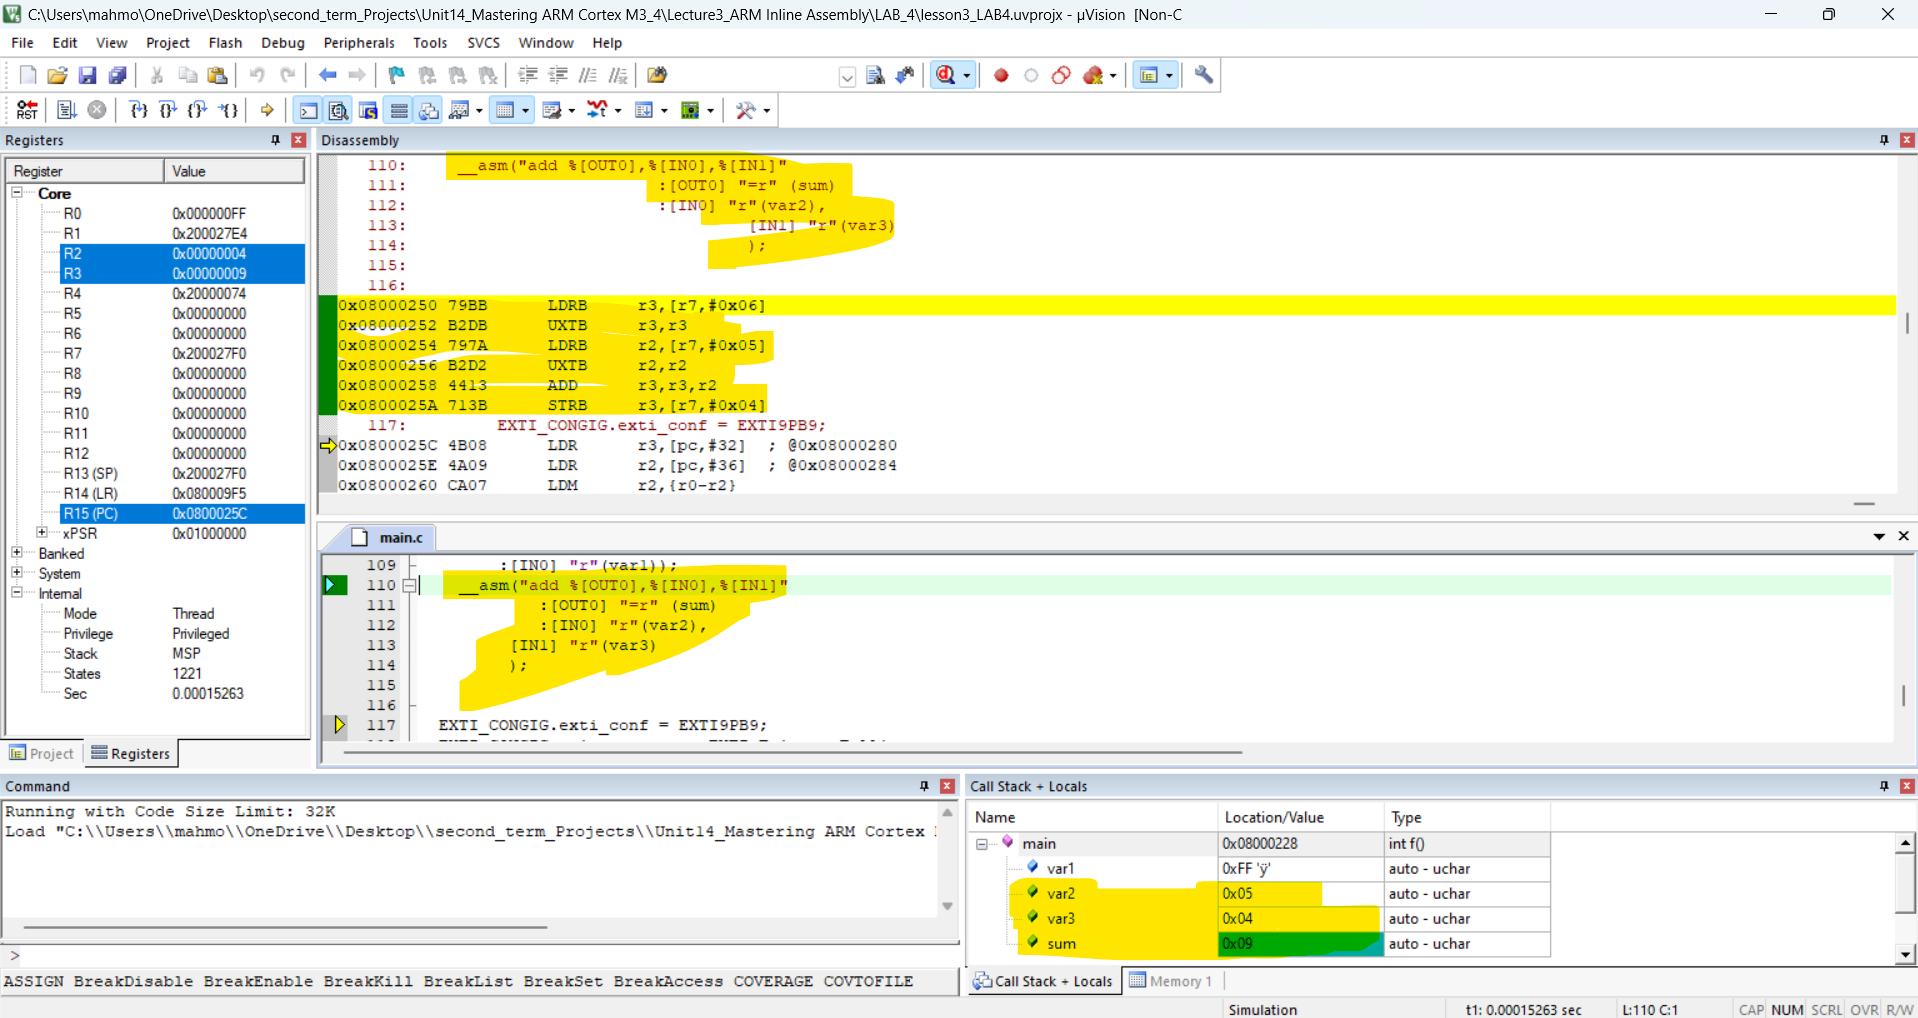 C:\Users\mahmo\OneDrive\Desktop\second_term_Projects\Unit14_Mastering ARM Cortex M3_4\Lecture3_ARM Inline Assembly\LAB_4\lesson3_LAB4.uvprojx - µVision [Non-C
File Edit View Project Flash Debug Peripherals Tools SVCS Window Help
RST
Registers
Register Value
Core
R0 0x000000FF
R1 0x200027E4
R2 0x00000004
R3 0x00000009
R4 0x20000074
R5 0x00000000
R6 0x00000000
R7 0x200027F0
R8 0x00000000
R9 0x00000000
R10 0x00000000
R11 0x00000000
R12 0x00000000
R13 (SP) 0x200027F0
R14 (LR) 0x080009F5
R15 (PC) 0x0800025C
xPSR 0x01000000
Banked
System
Internal
Mode Thread
Privilege Privileged
Stack MSP
States 1221
Sec 0.00015263
Project Registers
Disassembly
110: __asm("add %[OUT0],%[IN0],%[IN1]"
111: :[OUT0] "=r" (sum)
112: :[IN0] "r"(var2),
113: [IN1] "r"(var3)
114: );
115:
116:
0x08000250 79BB LDRB r3,[r7,#0x06]
0x08000252 B2DB UXTB r3,r3
0x08000254 797A LDRB r2,[r7,#0x05]
0x08000256 B2D2 UXTB r2,r2
0x08000258 4413 ADD r3,r3,r2
0x0800025A 713B STRB r3,[r7,#0x04]
117: EXTI_CONGIG.exti_conf = EXTI9PB9;
0x0800025C 4B08 LDR r3,[pc,#32] ; @0x08000280
0x0800025E 4A09 LDR r2,[pc,#36] ; @0x08000284
0x08000260 CA07 LDM r2,{r0-r2}
main.c
109 :[IN0] "r"(var1));
110 __asm("add %[OUT0],%[IN0],%[IN1]"
111 :[OUT0] "=r" (sum)
112 :[IN0] "r"(var2),
113 [IN1] "r"(var3)
114 );
115
116
117 EXTI_CONGIG.exti_conf = EXTI9PB9;
Command
Running with Code Size Limit: 32K
Load "C:\\Users\\mahmo\\OneDrive\\Desktop\\second_term_Projects\\Unit14_Mastering ARM Cortex
>
ASSIGN BreakDisable BreakEnable BreakKill BreakList BreakSet BreakAccess COVERAGE COVTOFILE
Call Stack + Locals
Name Location/Value Type
main 0x08000228 int f()
var1 0xFF 'ÿ' auto - uchar
var2 0x05 auto - uchar
var3 0x04 auto - uchar
sum 0x09 auto - uchar
Call Stack + Locals Memory 1
Simulation t1: 0.00015263 sec L:110 C:1 CAP NUM SCRL OVR R/W